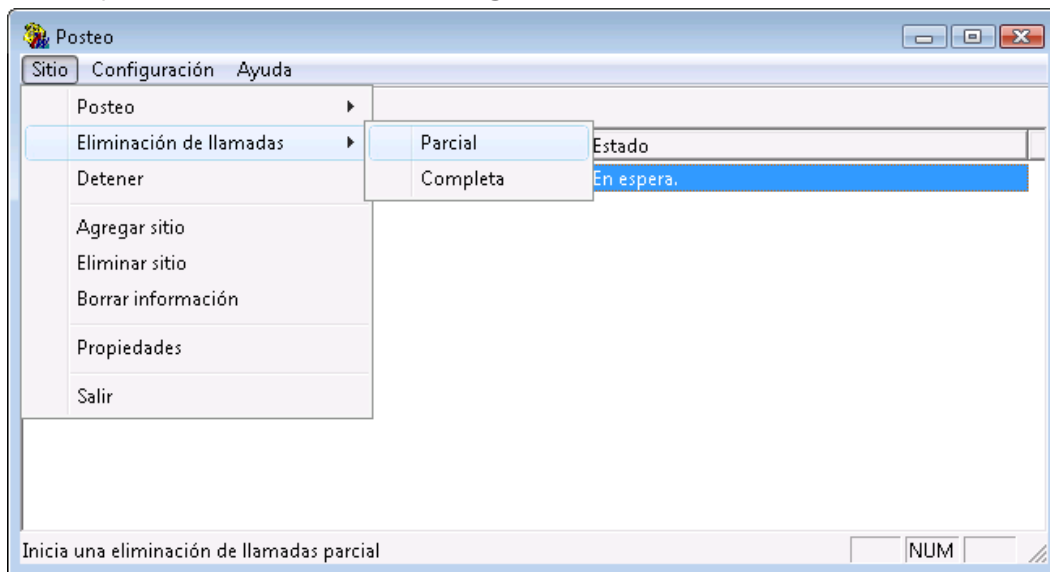 Posteo
Sitio Configuración Ayuda
Posteo
Eliminación de llamadas
Parcial
Estado
Detener
Completa
En espera.
Agregar sitio
Eliminar sitio
Borrar información
Propiedades
Salir
Inicia una eliminación de llamadas parcial
NUM